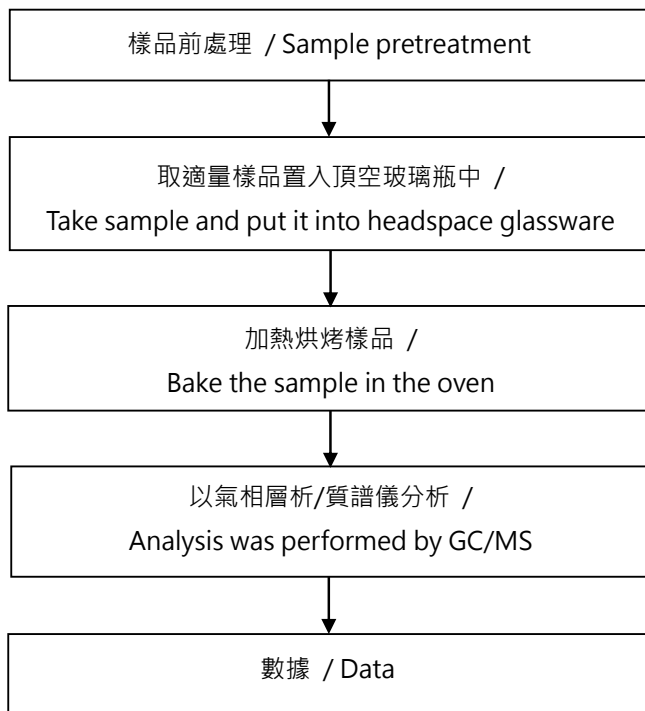 樣品前處理 / Sample pretreatment
取適量樣品置入頂空玻璃瓶中 /
Take sample and put it into headspace glassware
加熱烘烤樣品 /
Bake the sample in the oven
以氣相層析/質譜儀分析 /
Analysis was performed by GC/MS
數據 / Data